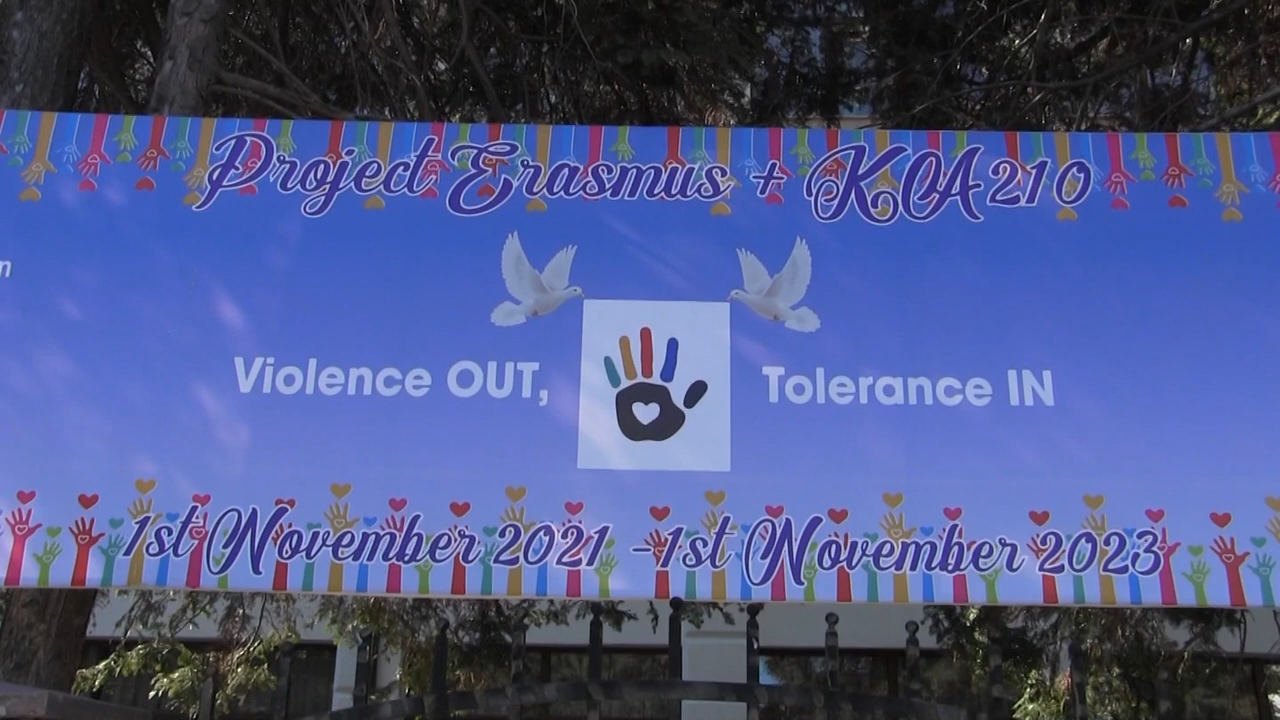 Project Erasmus + KA210
Violence OUT,
Tolerance IN
1st November 2021 - 1st November 2023